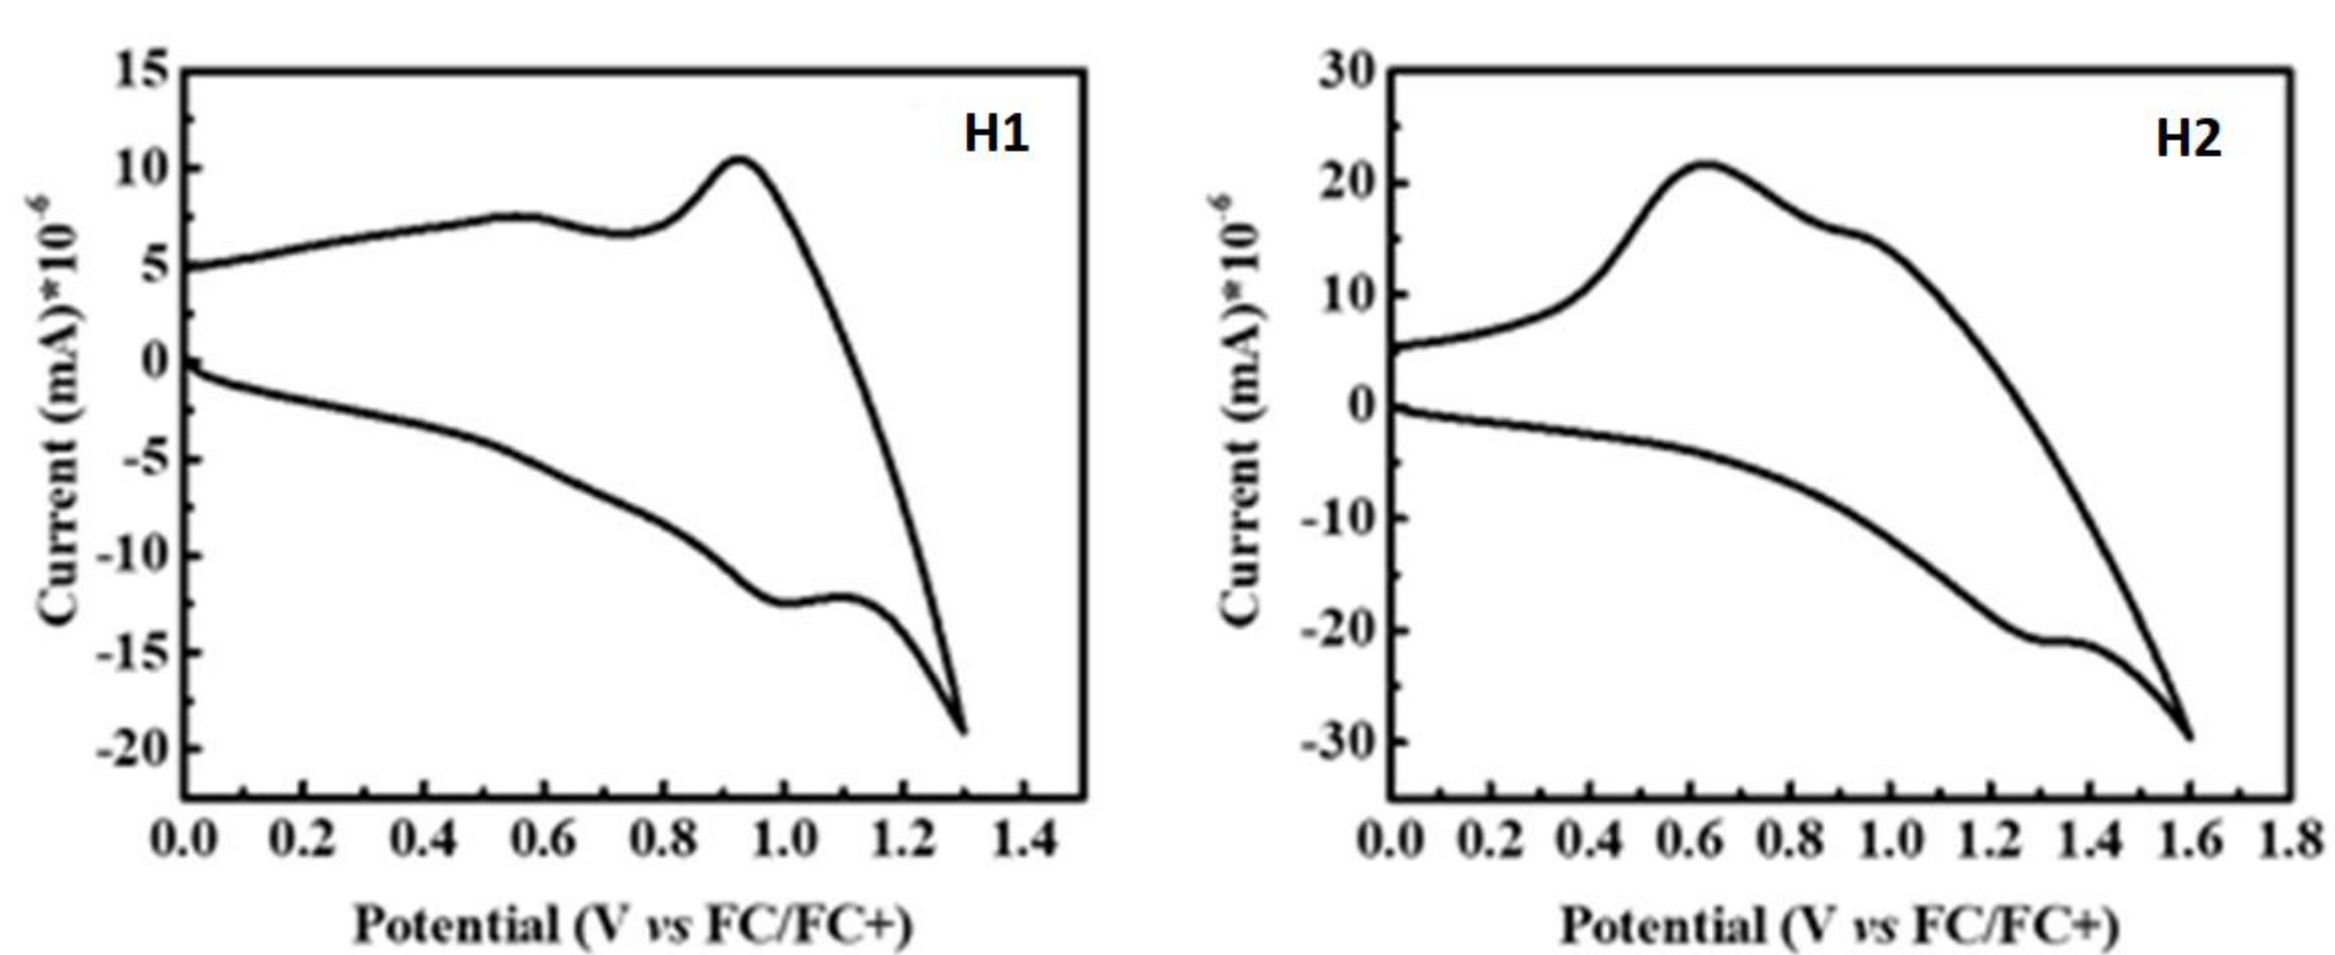 H1
15
10
5
0
-5
-10
-15
-20
Current (mA)*10-6
0.0 0.2 0.4 0.6 0.8 1.0 1.2 1.4
Potential (V vs FC/FC+)
H2
30
20
10
0
-10
-20
-30
Current (mA)*10-6
0.0 0.2 0.4 0.6 0.8 1.0 1.2 1.4 1.6 1.8
Potential (V vs FC/FC+)